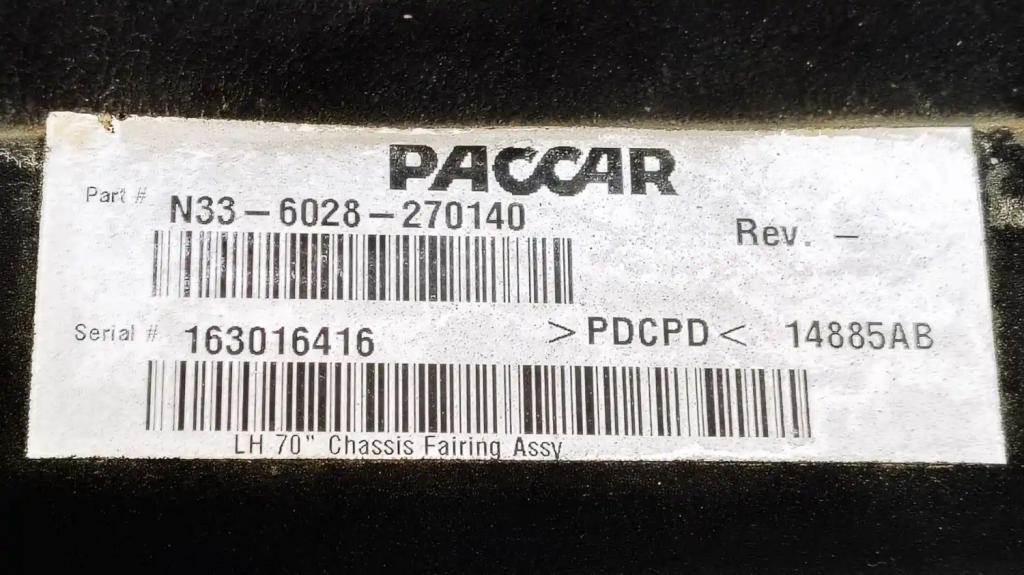 PACCAR
Part # N33-6028-270140
Rev. -
Serial # 163016416 >PDCPD< 14885AB
LH 70" Chassis Fairing Assy